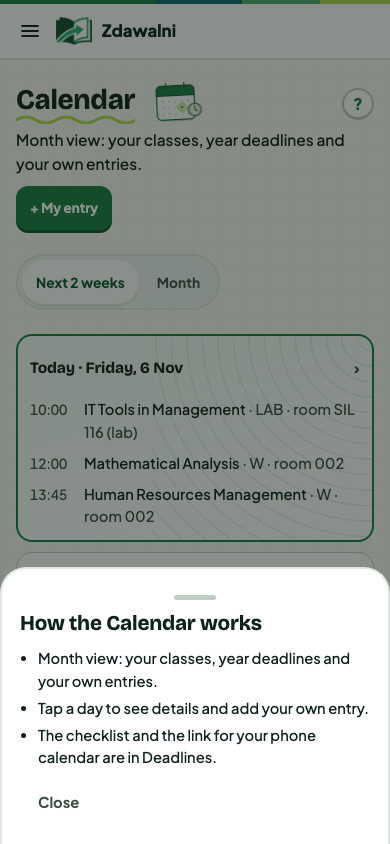 Zdawalni
Calendar
?
Month view: your classes, year deadlines and
your own entries.
+ My entry
Next 2 weeks
Month
Today · Friday, 6 Nov
›
10:00 IT Tools in Management · LAB · room SIL
116 (lab)
12:00 Mathematical Analysis · W · room 002
13:45 Human Resources Management · W ·
room 002
How the Calendar works
• Month view: your classes, year deadlines and
your own entries.
• Tap a day to see details and add your own entry.
• The checklist and the link for your phone
calendar are in Deadlines.
Close